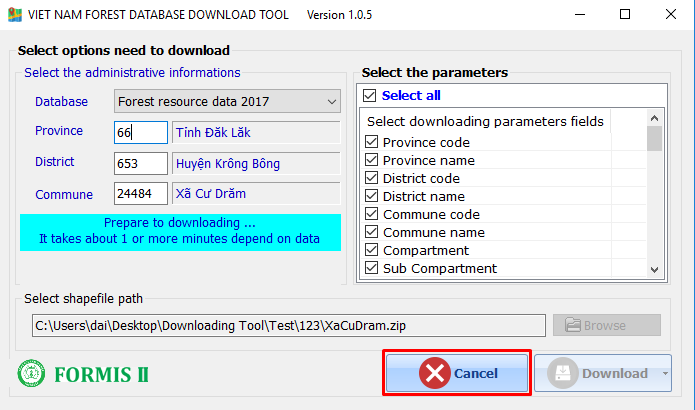 VIET NAM FOREST DATABASE DOWNLOAD TOOL Version 1.0.5
Select options need to download
Select the administrative informations
Database Forest resource data 2017
Province 66 Tỉnh Đăk Lăk
District 653 Huyện Krông Bông
Commune 24484 Xã Cư Drăm
Prepare to downloading ...
It takes about 1 or more minutes depend on data
Select the parameters
Select all
Select downloading parameters fields
Province code
Province name
District code
District name
Commune code
Commune name
Compartment
Sub Compartment
Select shapefile path
C:\Users\dai\Desktop\Downloading Tool\Test\123\XaCuDram.zip
Browse
FORMIS II
Cancel
Download